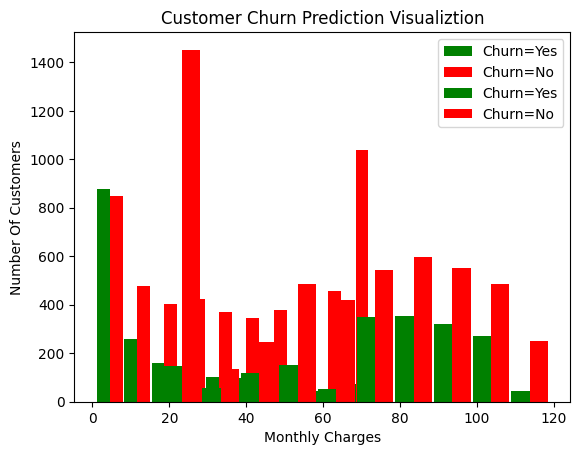 Customer Churn Prediction Visualiztion
Churn=Yes
Churn=No
Churn=Yes
Churn=No
Number Of Customers
1400
1200
1000
800
600
400
200
0
0 20 40 60 80 100 120
Monthly Charges